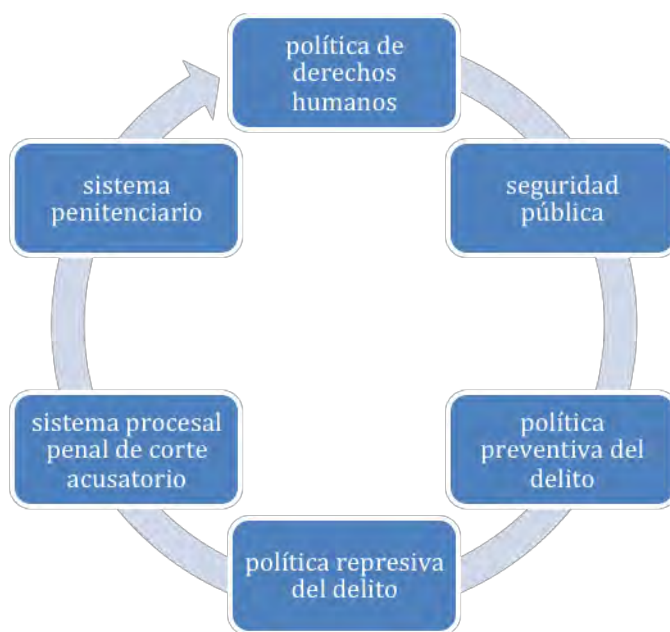 política de
derechos
humanos
seguridad
pública
política
preventiva del
delito
política represiva
del delito
sistema procesal
penal de corte
acusatorio
sistema
penitenciario